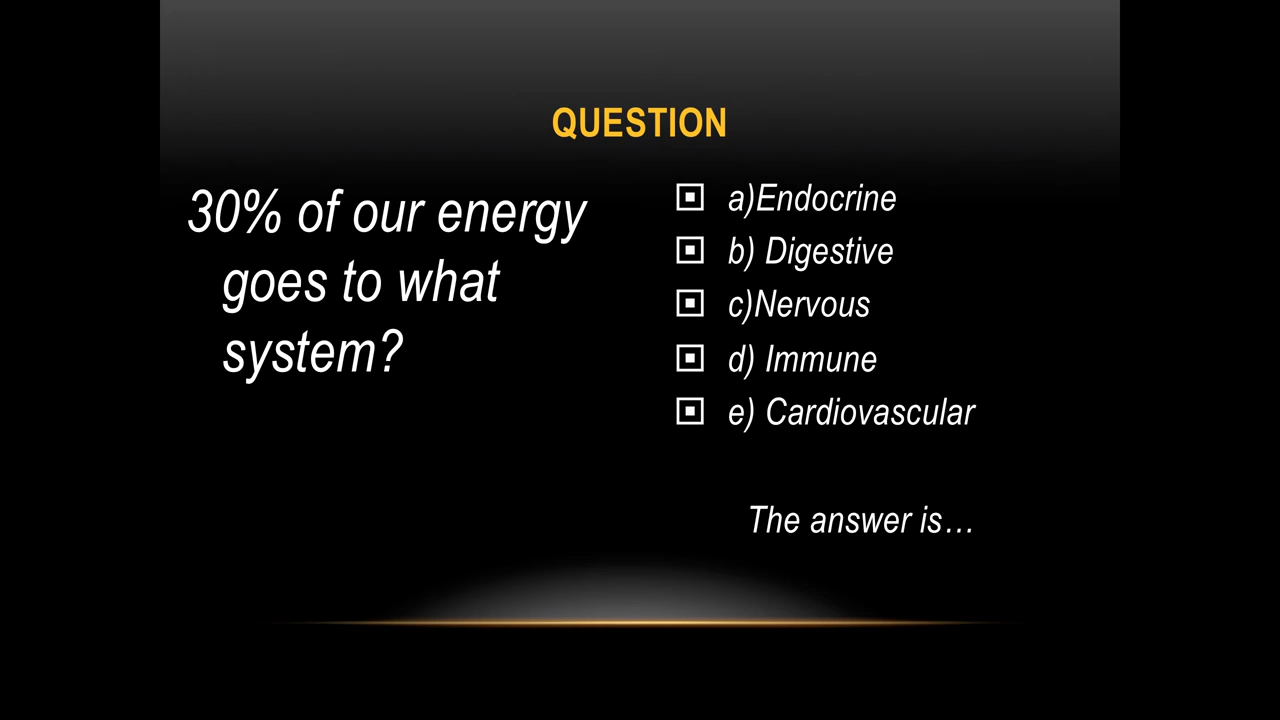 QUESTION
30% of our energy
goes to what
system?
a)Endocrine
b) Digestive
c)Nervous
d) Immune
e) Cardiovascular
The answer is…